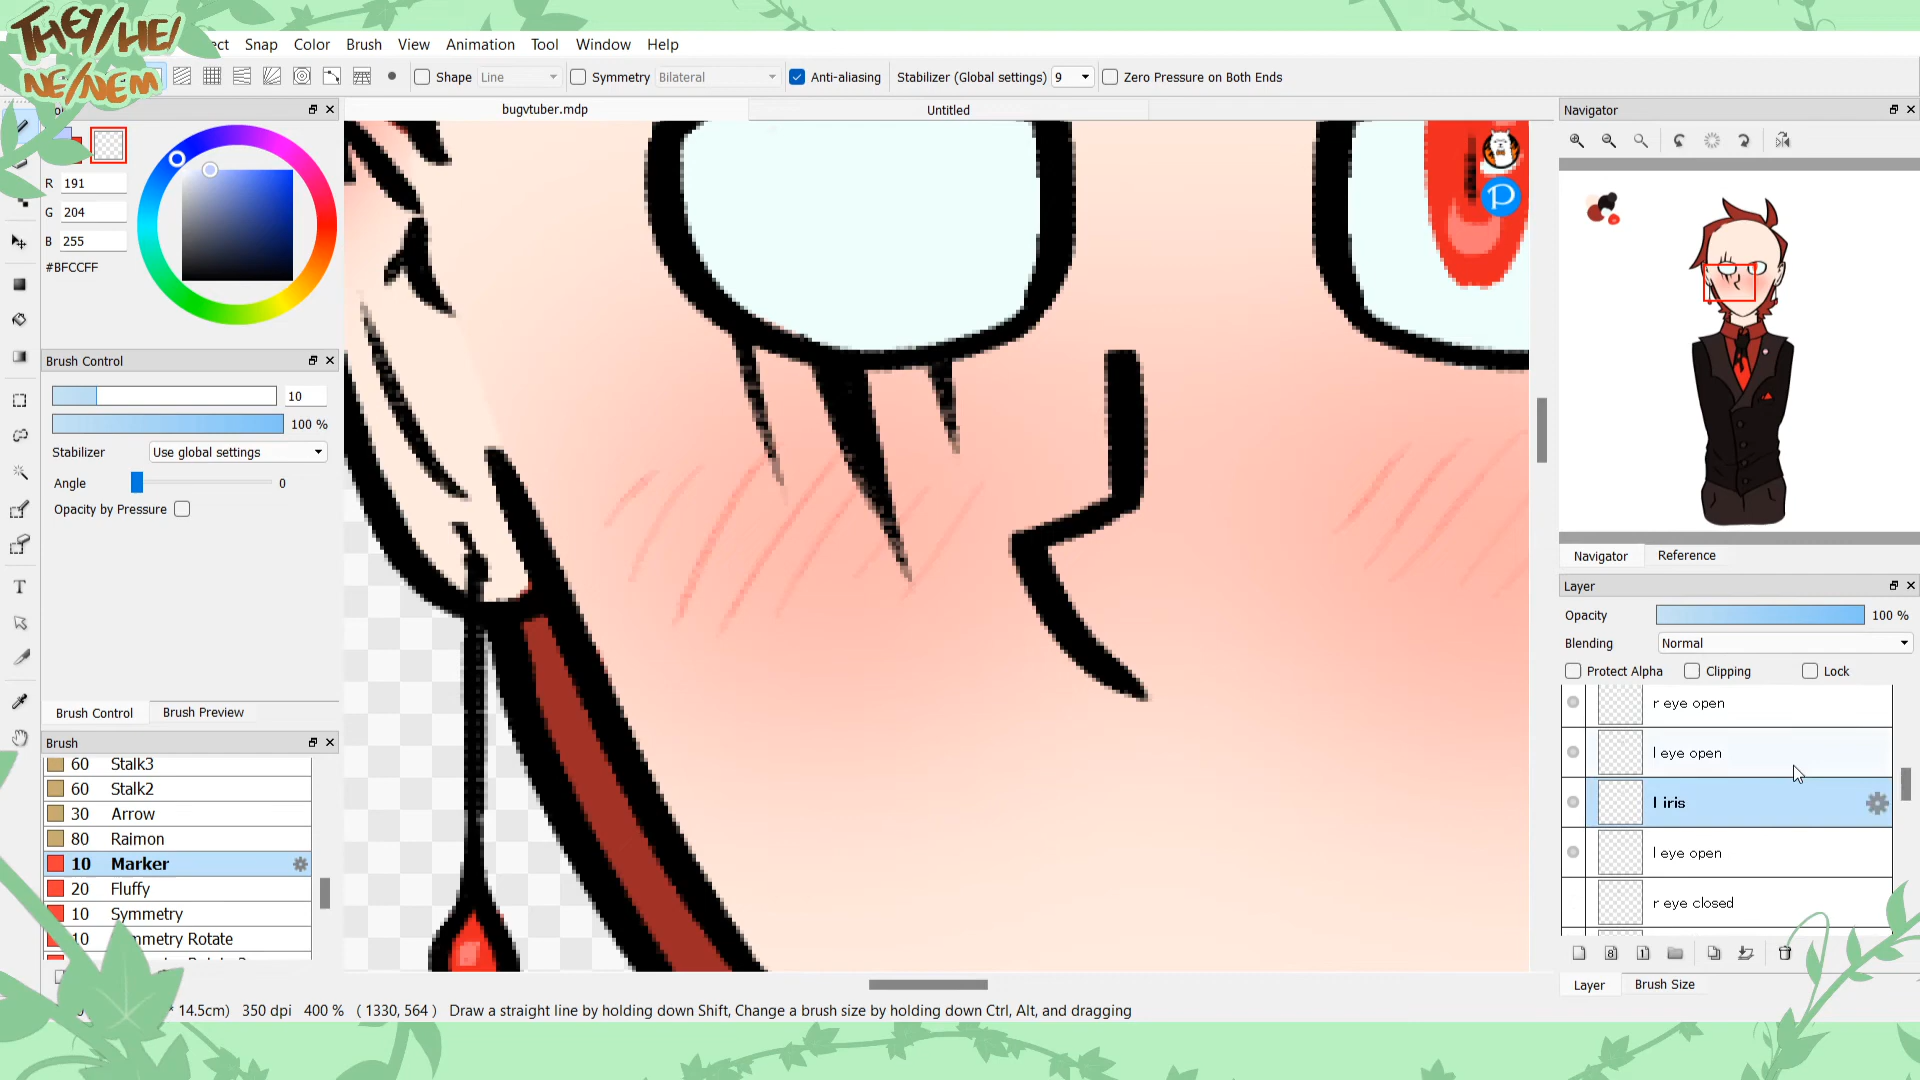 THEY/HE/
NE/NEM
Snap Color Brush View Animation Tool Window Help
Shape Line Symmetry Bilateral Anti-aliasing Stabilizer (Global settings) 9 Zero Pressure on Both Ends
bugvtuber.mdp Untitled
R 191
G 204
B 255
#BFCCFF
Brush Control
10
100 %
Stabilizer Use global settings
Angle 0
Opacity by Pressure
Brush Control Brush Preview
Brush
60 Stalk3
60 Stalk2
30 Arrow
80 Raimon
10 Marker
20 Fluffy
10 Symmetry
10 mmetry Rotate
Navigator
Navigator Reference
Layer
Opacity 100 %
Blending Normal
Protect Alpha Clipping Lock
r eye open
l eye open
l iris
l eye open
r eye closed
8 1
Layer Brush Size
* 14.5cm) 350 dpi 400 % ( 1330, 564 ) Draw a straight line by holding down Shift, Change a brush size by holding down Ctrl, Alt, and dragging
P